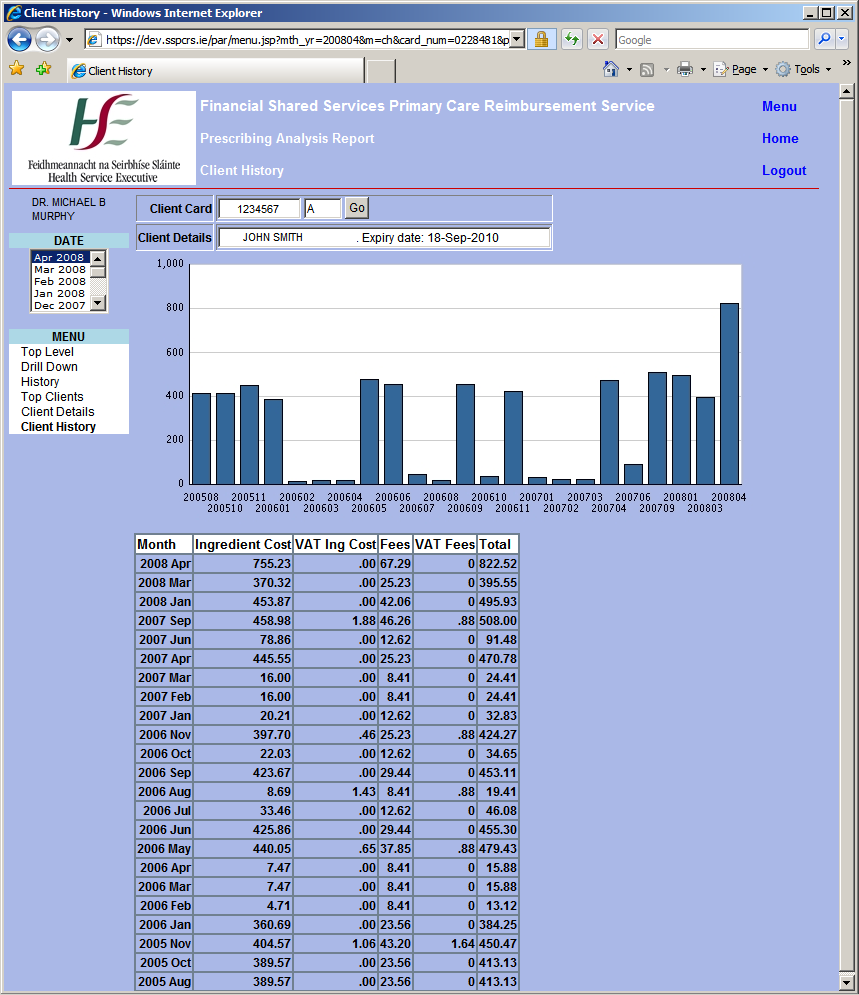 Client History - Windows Internet Explorer
https://dev.sspcrs.ie/par/menu.jsp?mth_yr=200804&m=ch&card_num=0228481&p
Google
Client History
Page
Tools
HSE
Feidhmeannacht na Seirbhíse Sláinte
Health Service Executive
Financial Shared Services Primary Care Reimbursement Service
Menu
Prescribing Analysis Report
Home
Client History
Logout
DR. MICHAEL B
MURPHY
DATE
Apr 2008
Mar 2008
Feb 2008
Jan 2008
Dec 2007
MENU
Top Level
Drill Down
History
Top Clients
Client Details
Client History
Client Card 1234567 A Go
Client Details JOHN SMITH . Expiry date: 18-Sep-2010
1,000
800
600
400
200
0
200508 200511 200602 200604 200606 200608 200610 200701 200703 200706 200801 200804
200510 200601 200603 200605 200607 200609 200611 200702 200704 200709 200803
Month Ingredient Cost VAT Ing Cost Fees VAT Fees Total
2008 Apr 755.23 .00 67.29 0 822.52
2008 Mar 370.32 .00 25.23 0 395.55
2008 Jan 453.87 .00 42.06 0 495.93
2007 Sep 458.98 1.88 46.26 .88 508.00
2007 Jun 78.86 .00 12.62 0 91.48
2007 Apr 445.55 .00 25.23 0 470.78
2007 Mar 16.00 .00 8.41 0 24.41
2007 Feb 16.00 .00 8.41 0 24.41
2007 Jan 20.21 .00 12.62 0 32.83
2006 Nov 397.70 .46 25.23 .88 424.27
2006 Oct 22.03 .00 12.62 0 34.65
2006 Sep 423.67 .00 29.44 0 453.11
2006 Aug 8.69 1.43 8.41 .88 19.41
2006 Jul 33.46 .00 12.62 0 46.08
2006 Jun 425.86 .00 29.44 0 455.30
2006 May 440.05 .65 37.85 .88 479.43
2006 Apr 7.47 .00 8.41 0 15.88
2006 Mar 7.47 .00 8.41 0 15.88
2006 Feb 4.71 .00 8.41 0 13.12
2006 Jan 360.69 .00 23.56 0 384.25
2005 Nov 404.57 1.06 43.20 1.64 450.47
2005 Oct 389.57 .00 23.56 0 413.13
2005 Aug 389.57 .00 23.56 0 413.13